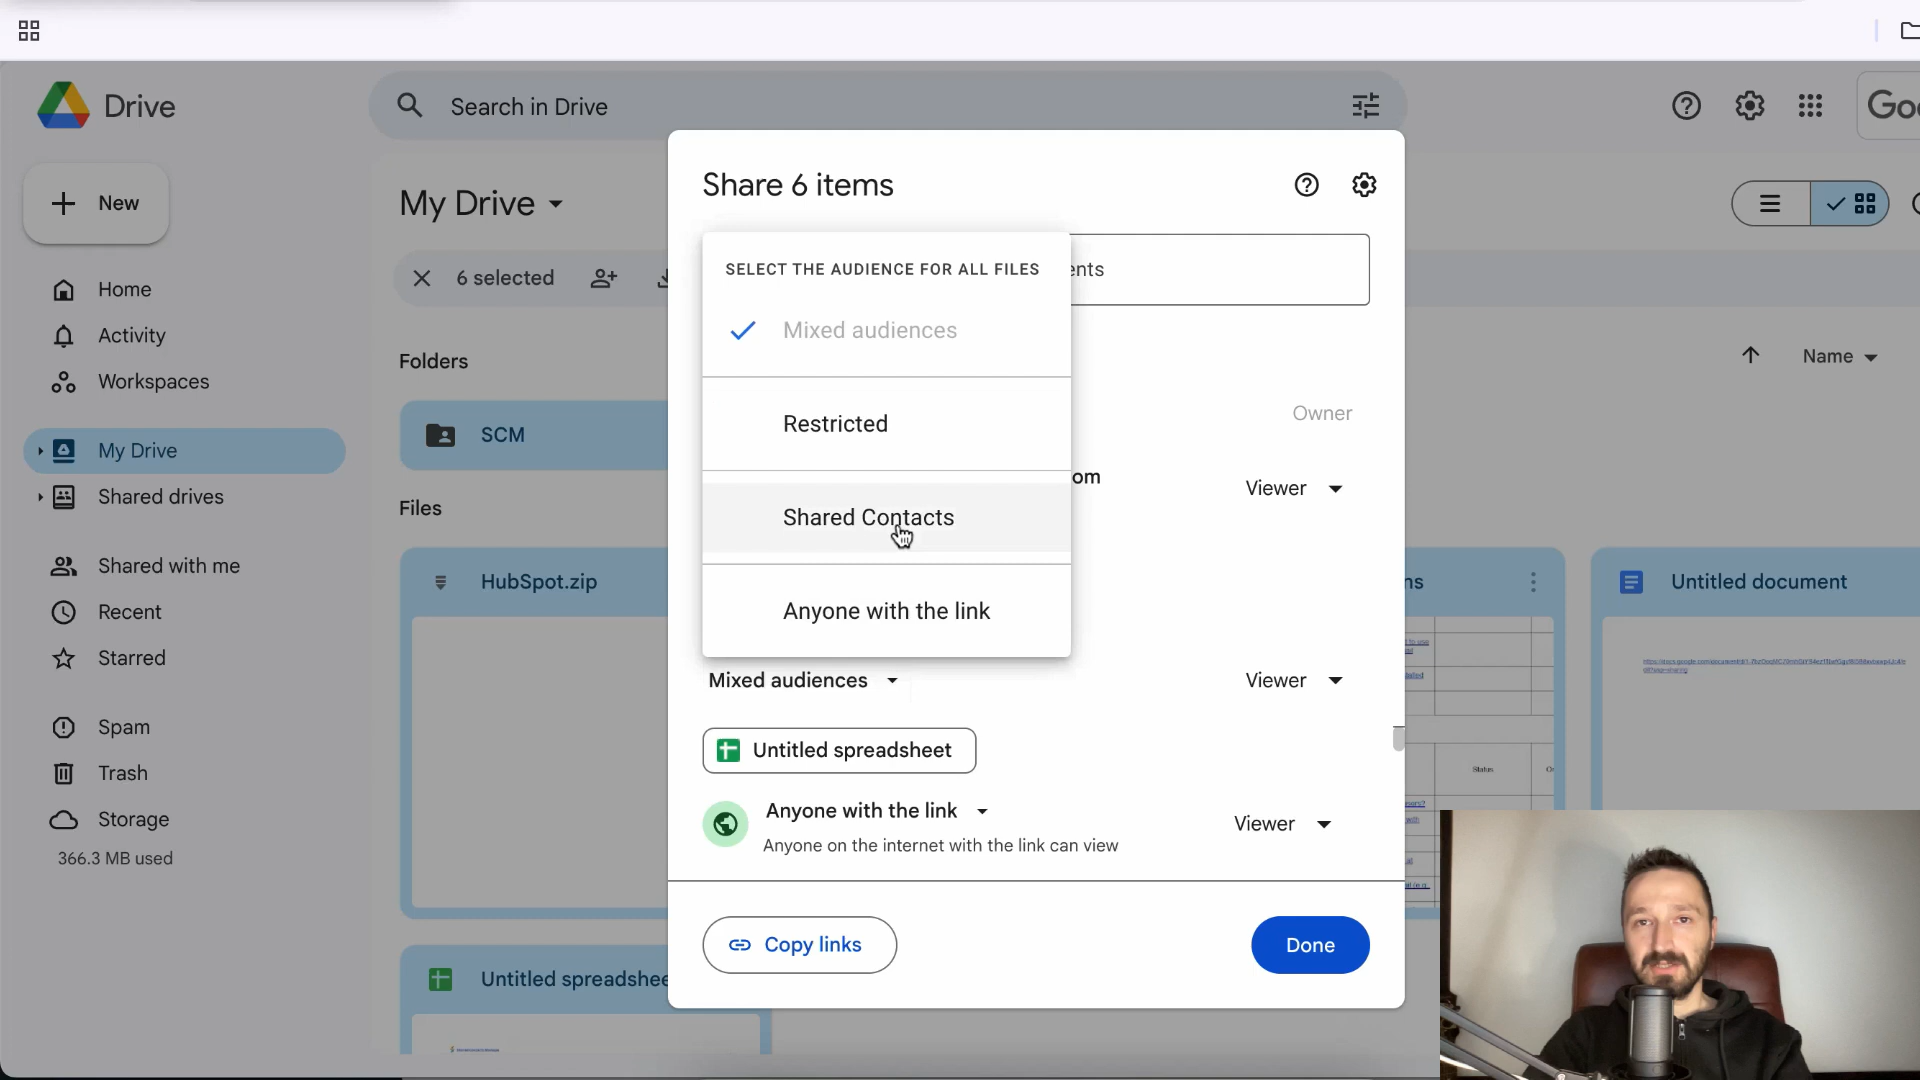 Drive
Search in Drive
New
My Drive
6 selected
Home
Activity
Workspaces
My Drive
Shared drives
Shared with me
Recent
Starred
Spam
Trash
Storage
366.3 MB used
Folders
SCM
Files
HubSpot.zip
Untitled spreadshee
Name
Untitled document
Share 6 items
SELECT THE AUDIENCE FOR ALL FILES
Mixed audiences
Restricted
Shared Contacts
Anyone with the link
Owner
Viewer
Mixed audiences
Viewer
Untitled spreadsheet
Anyone with the link
Viewer
Anyone on the internet with the link can view
Copy links
Done
Status